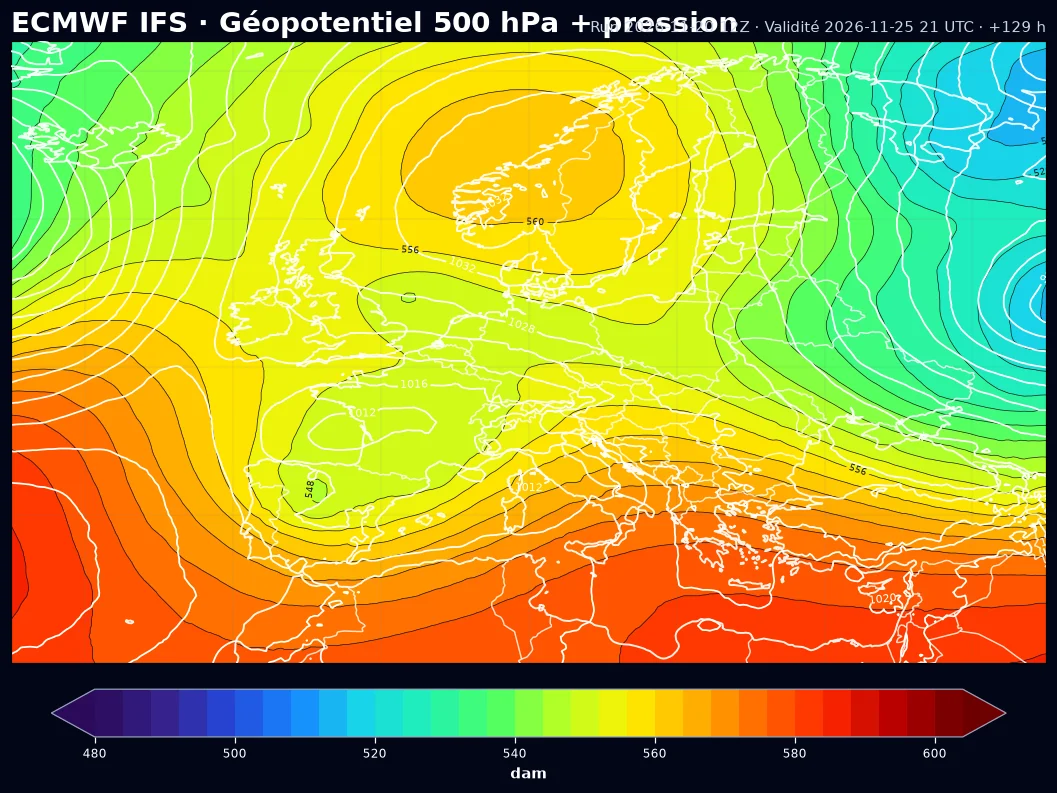 ECMWF IFS · Géopotentiel 500 hPa + pression
Validité 2026-11-25 21 UTC · +129 h
560
556
1032
1028
1016
1012
556
548
1012
1020
480 500 520 540 560 580 600
dam